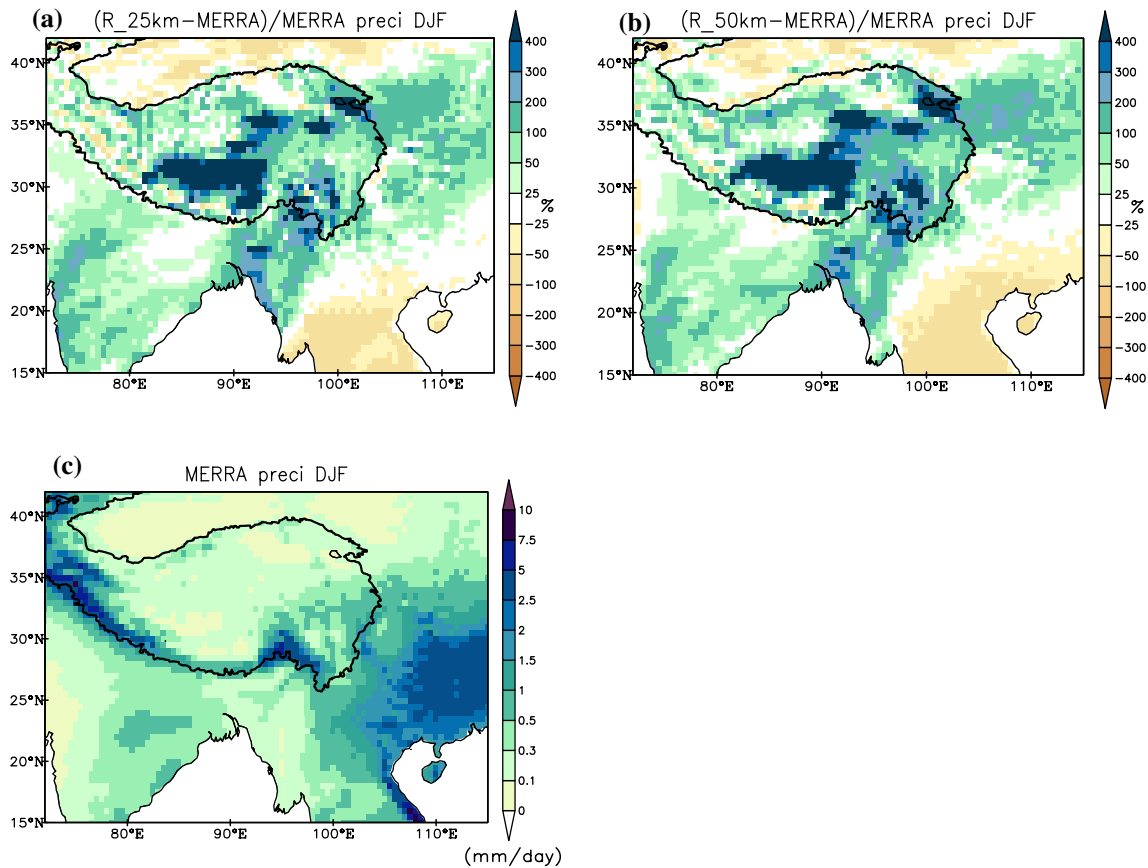 (a) (R_25km-MERRA)/MERRA preci DJF
40°N
35°N
30°N
25°N
20°N
15°N
80°E 90°E 100°E 110°E
400
300
200
100
50
25
%
-25
-50
-100
-200
-300
-400
(b) (R_50km-MERRA)/MERRA preci DJF
40°N
35°N
30°N
25°N
20°N
15°N
80°E 90°E 100°E 110°E
400
300
200
100
50
25
%
-25
-50
-100
-200
-300
-400
(c) MERRA preci DJF
40°N
35°N
30°N
25°N
20°N
15°N
80°E 90°E 100°E 110°E
10
7.5
5
2.5
2
1.5
1
0.5
0.3
0.1
0
(mm/day)